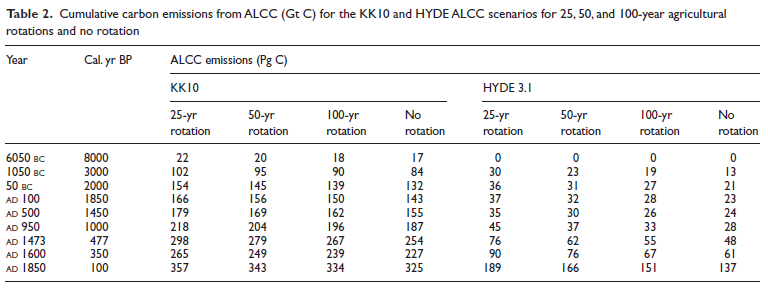 Table 2. Cumulative carbon emissions from ALCC (Gt C) for the KK10 and HYDE ALCC scenarios for 25, 50, and 100-year agricultural
rotations and no rotation
Year Cal. yr BP ALCC emissions (Pg C)
KK10 HYDE 3.1
25-yr 50-yr 100-yr No 25-yr 50-yr 100-yr No
rotation rotation rotation rotation rotation rotation rotation rotation
6050 BC 8000 22 20 18 17 0 0 0 0
1050 BC 3000 102 95 90 84 30 23 19 13
50 BC 2000 154 145 139 132 36 31 27 21
AD 100 1850 166 156 150 143 37 32 28 23
AD 500 1450 179 169 162 155 35 30 26 24
AD 950 1000 218 204 196 187 45 37 33 28
AD 1473 477 298 279 267 254 76 62 55 48
AD 1600 350 265 249 239 227 90 76 67 61
AD 1850 100 357 343 334 325 189 166 151 137